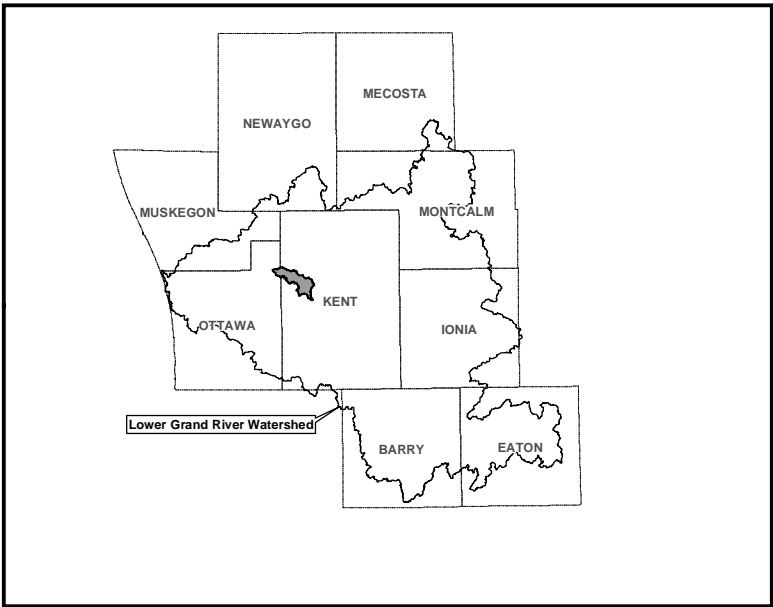 MECOSTA
NEWAYGO
MUSKEGON
MONTCALM
KENT
OTTAWA
IONIA
Lower Grand River Watershed
BARRY
EATON